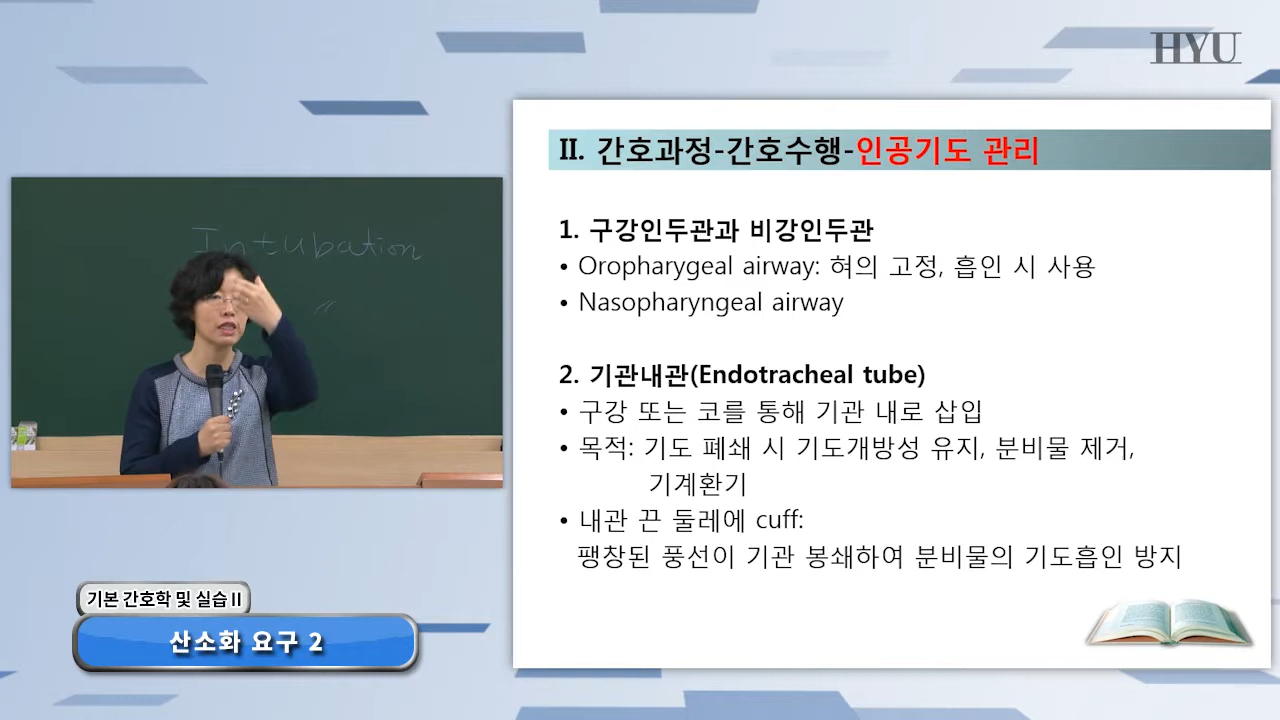 HYU
Intubation
II. 간호과정-간호수행-인공기도 관리
1. 구강인두관과 비강인두관
• Oropharygeal airway: 혀의 고정, 흡인 시 사용
• Nasopharyngeal airway
2. 기관내관(Endotracheal tube)
• 구강 또는 코를 통해 기관 내로 삽입
• 목적: 기도 폐쇄 시 기도개방성 유지, 분비물 제거,
기계환기
• 내관 끈 둘레에 cuff:
팽창된 풍선이 기관 봉쇄하여 분비물의 기도흡인 방지
기본 간호학 및 실습 II
산소화 요구 2